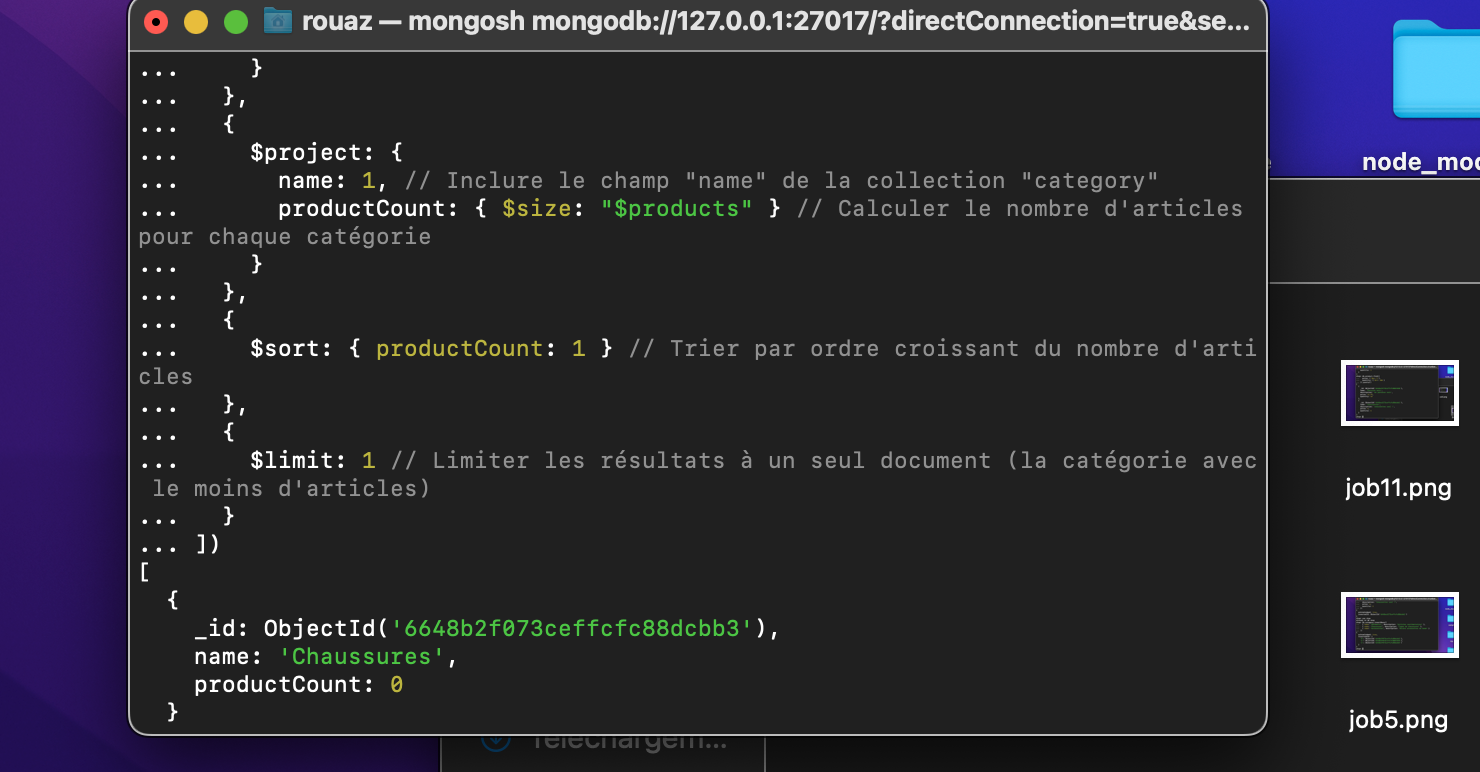 rouaz — mongosh mongodb://127.0.0.1:27017/?directConnection=true&se...
...     }
...   },
...   {
...     $project: {
...       name: 1, // Inclure le champ "name" de la collection "category"
...       productCount: { $size: "$products" } // Calculer le nombre d'articles
pour chaque catégorie
...     }
...   },
...   {
...     $sort: { productCount: 1 } // Trier par ordre croissant du nombre d'arti
cles
...   },
...   {
...     $limit: 1 // Limiter les résultats à un seul document (la catégorie avec
 le moins d'articles)
...   }
... ])
[
  {
    _id: ObjectId('6648b2f073ceffcfc88dcbb3'),
    name: 'Chaussures',
    productCount: 0
  }
node_mod
job11.png
job5.png
Téléchargem...